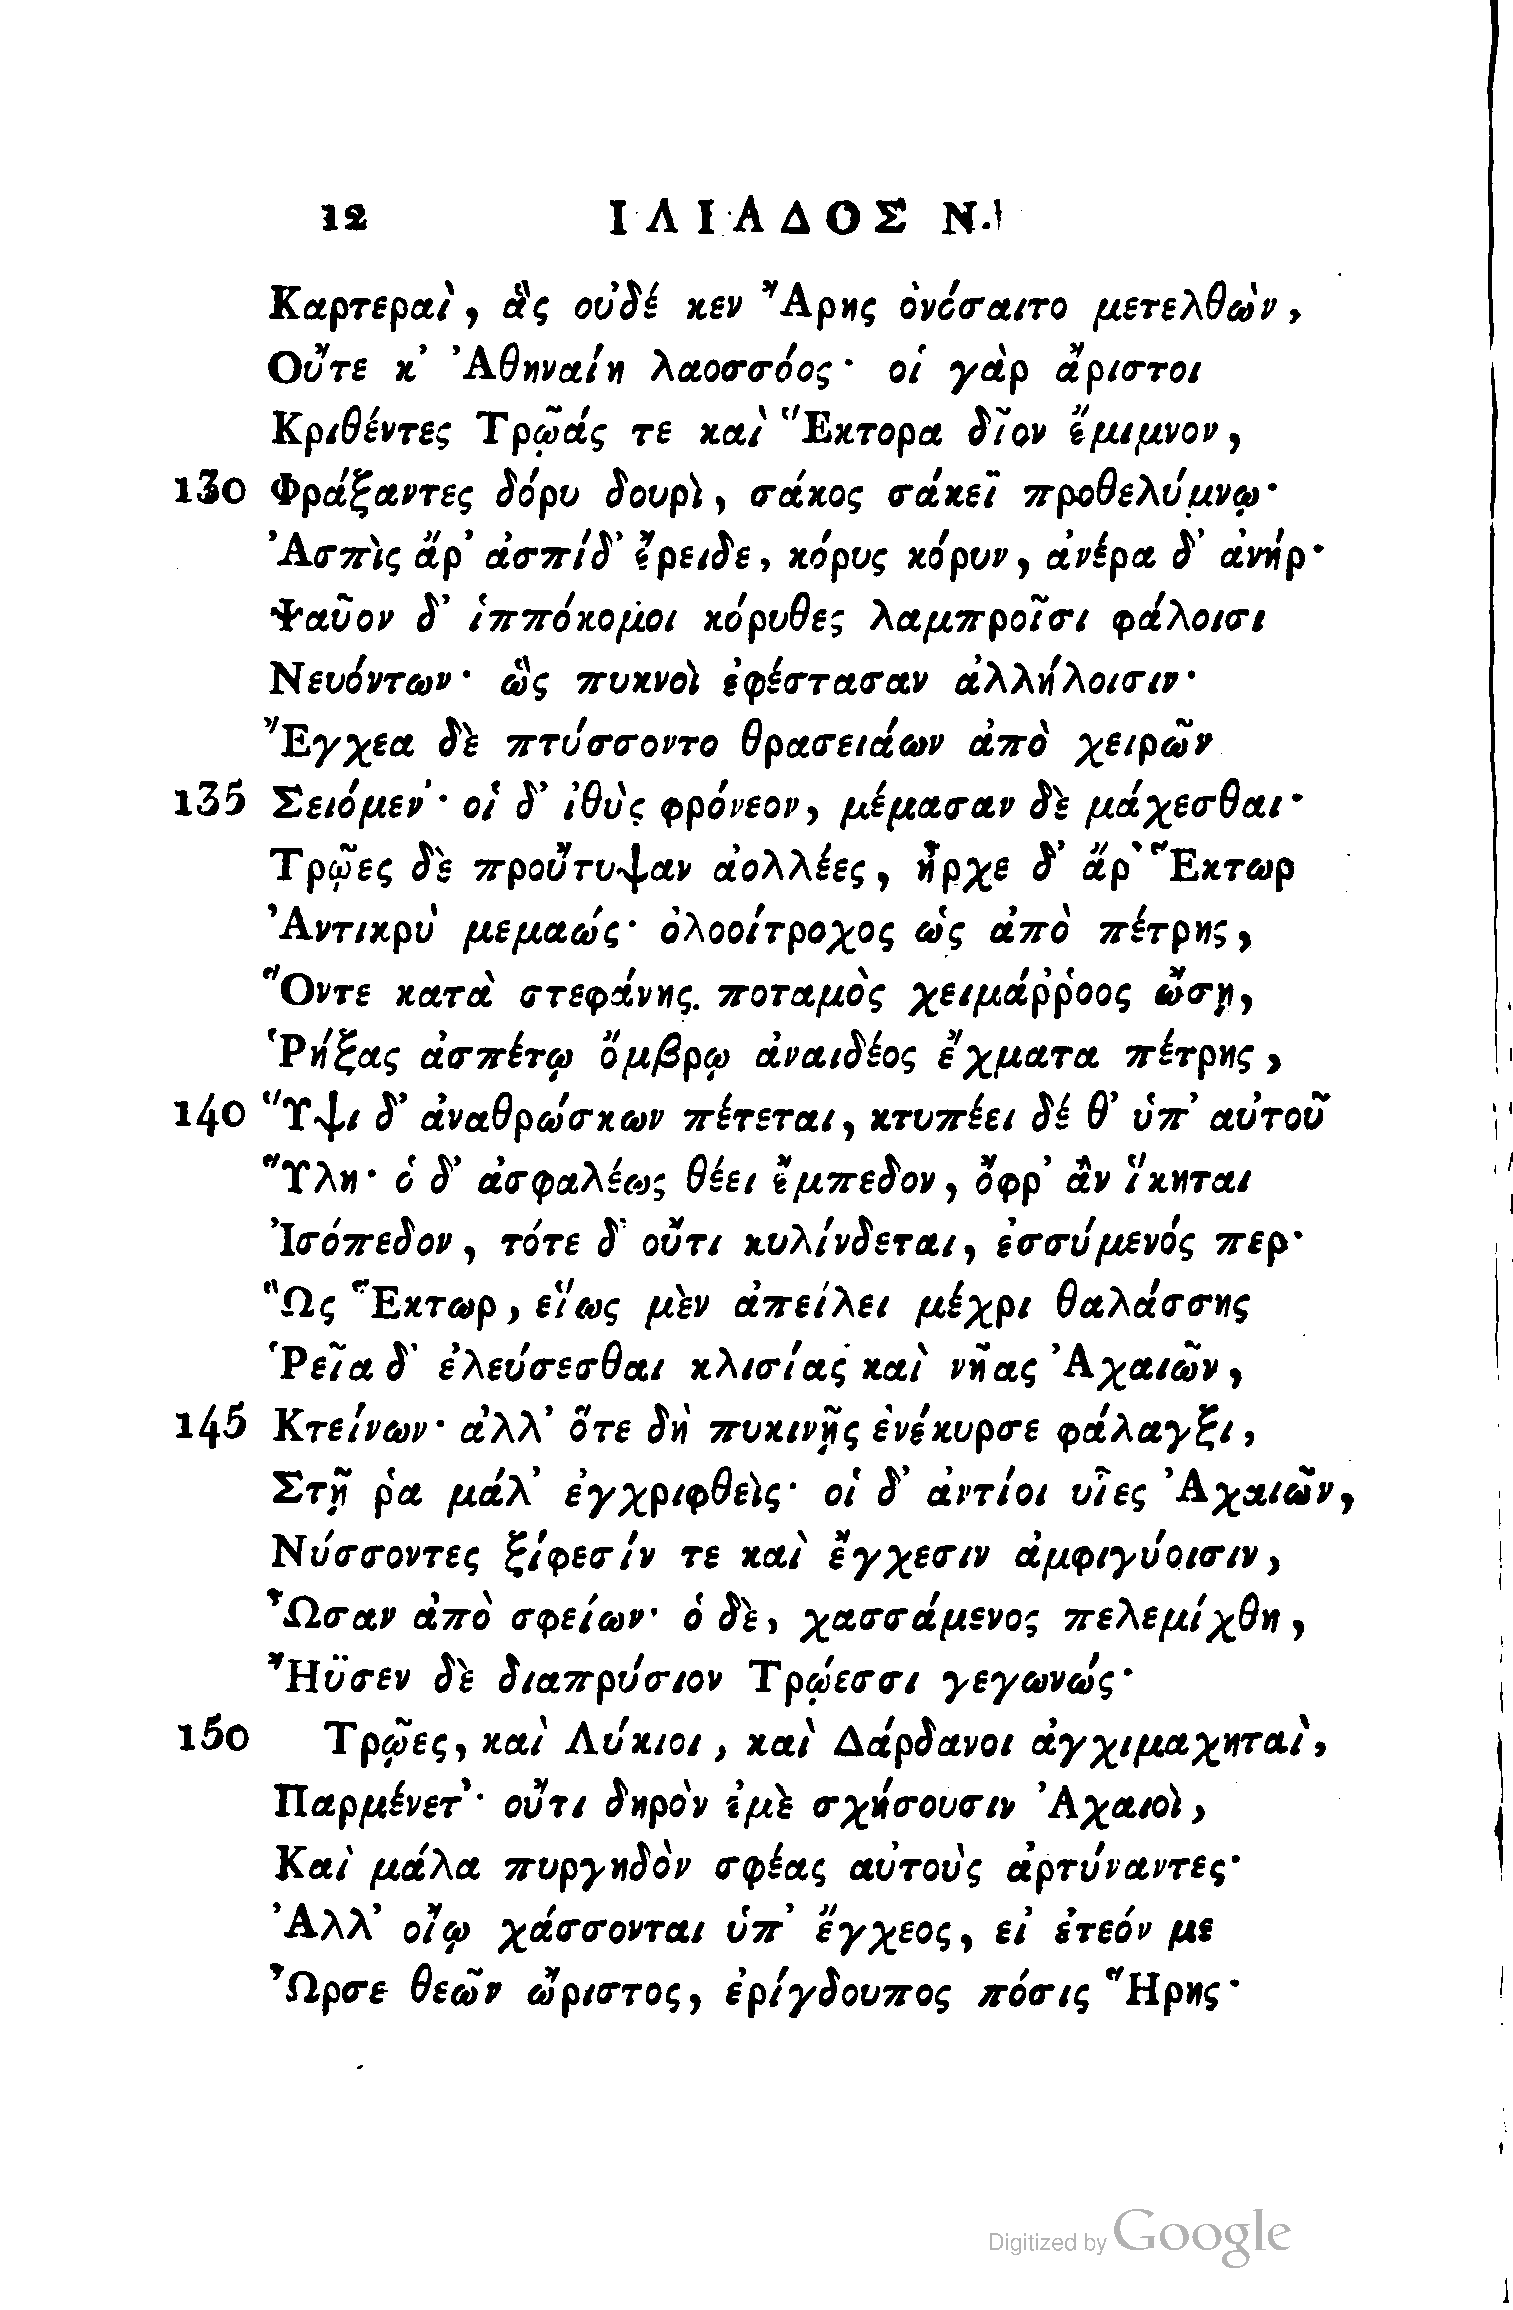 12 ΙΛΙΑΔΟΣ Ν.
Καρτεραὶ, ἃς οὐδέ κεν Ἄρης ὀνόσαιτο μετελθὼν,
Οὔτε κ' Ἀθηναίη λαοσσόος· οἱ γὰρ ἄριστοι
Κριθέντες Τρῶάς τε καὶ Ἕκτορα δῖον ἔμιμνον,
130 Φράξαντες δόρυ δουρὶ, σάκος σάκεϊ προθελύμνῳ·
Ἀσπὶς ἄρ' ἀσπίδ' ἔρειδε, κόρυς κόρυν, ἀνέρα δ' ἀνήρ·
Ψαῦον δ' ἱππόκομοι κόρυθες λαμπροῖσι φάλοισι
Νευόντων· ὣς πυκνοὶ ἐφέστασαν ἀλλήλοισιν·
Ἔγχεα δὲ πτύσσοντο θρασειάων ἀπὸ χειρῶν
135 Σειόμεν'· οἱ δ' ἰθὺς φρόνεον, μέμασαν δὲ μάχεσθαι·
Τρῶες δὲ προὔτυψαν ἀολλέες, ἦρχε δ' ἄρ' Ἕκτωρ
Ἀντικρὺ μεμαώς· ὀλοοίτροχος ὡς ἀπὸ πέτρης,
Ὅντε κατὰ στεφάνης ποταμὸς χειμάῤῥοος ὤσῃ,
Ῥήξας ἀσπέτῳ ὄμβρῳ ἀναιδέος ἔχματα πέτρης,
140 Ὕψι δ' ἀναθρώσκων πέτεται, κτυπέει δέ θ' ὑπ' αὐτοῦ
Ὕλη· ὁ δ' ἀσφαλέως θέει ἔμπεδον, ὄφρ' ἂν ἵκηται
Ἰσόπεδον, τότε δ' οὔτι κυλίνδεται, ἐσσύμενός περ·
Ὣς Ἕκτωρ, εἵως μὲν ἀπείλει μέχρι θαλάσσης
Ῥεῖα δ' ἐλεύσεσθαι κλισίας καὶ νῆας Ἀχαιῶν,
145 Κτείνων· ἀλλ' ὅτε δὴ πυκινῇς ἐνέκυρσε φάλαγξι,
Στῆ ῥα μάλ' ἐγχριφθεὶς· οἱ δ' ἀντίοι υἷες Ἀχαιῶν,
Νύσσοντες ξίφεσίν τε καὶ ἔγχεσιν ἀμφιγύοισιν,
Ὦσαν ἀπὸ σφείων· ὁ δὲ, χασσάμενος πελεμίχθη,
Ἤϋσεν δὲ διαπρύσιον Τρώεσσι γεγωνώς·
150 Τρῶες, καὶ Λύκιοι, καὶ Δάρδανοι ἀγχιμαχηταὶ,
Παρμένετ'· οὔτι δηρὸν ἐμὲ σχήσουσιν Ἀχαιοὶ,
Καὶ μάλα πυργηδὸν σφέας αὐτοὺς ἀρτύναντες·
Ἀλλ' οἴῳ χάσσονται ὑπ' ἔγχεος, εἰ ἐτεόν με
Ὦρσε θεῶν ὤριστος, ἐρίγδουπος πόσις Ἥρης·
Digitized by Google